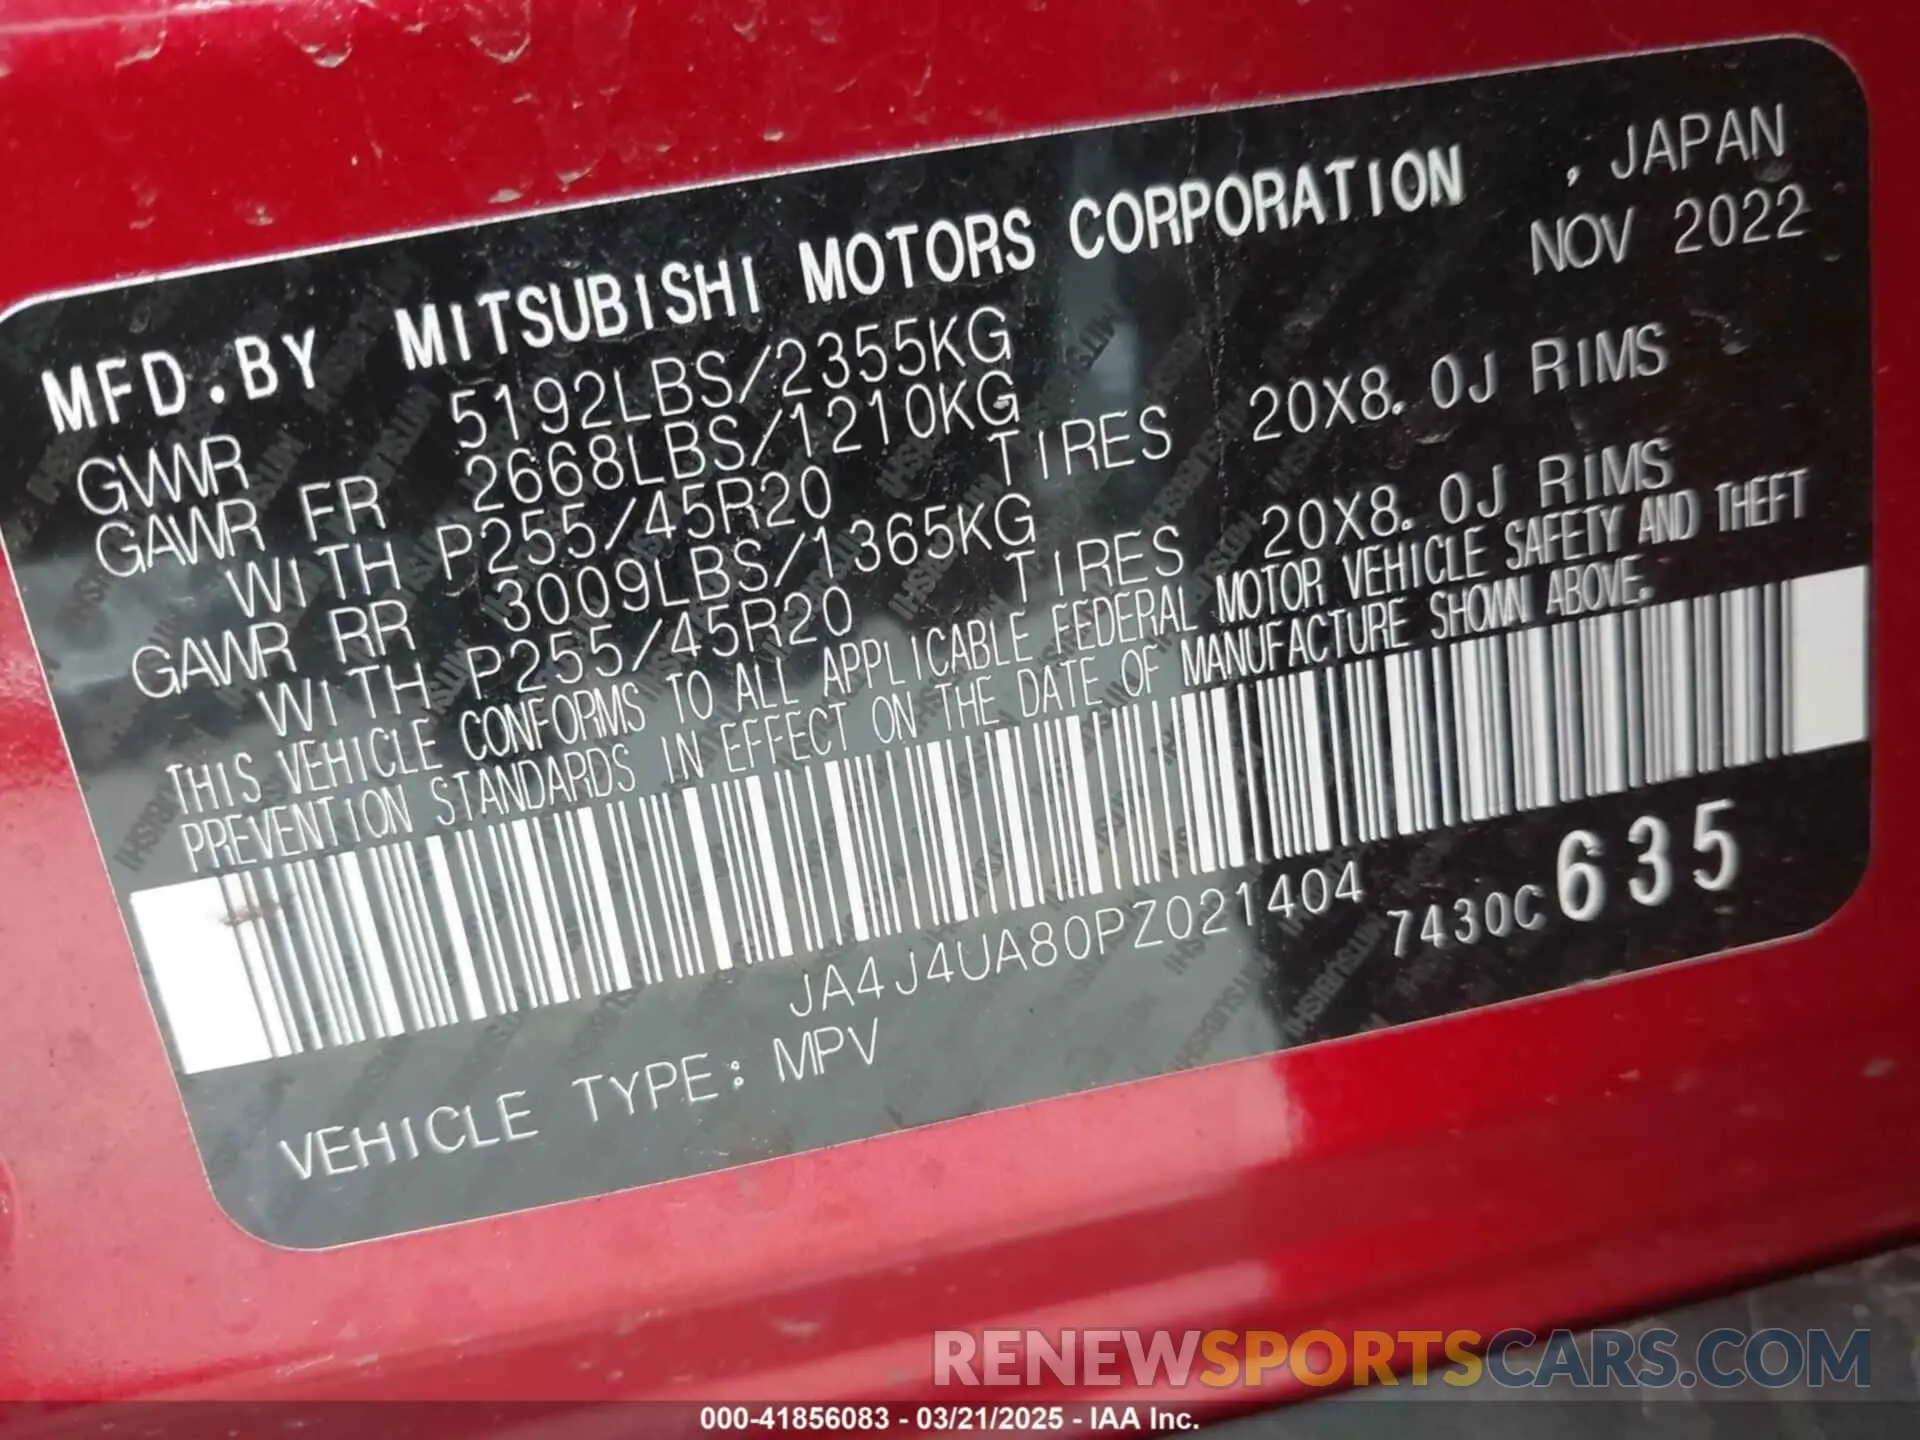 MFD.BY MITSUBISHI MOTORS CORPORATION , JAPAN
NOV 2022
GVWR 5192LBS/2355KG
GAWR FR 2668LBS/1210KG
WITH P255/45R20 TIRES 20X8.0J RIMS
GAWR RR 3009LBS/1365KG
WITH P255/45R20 TIRES 20X8.0J RIMS
THIS VEHICLE CONFORMS TO ALL APPLICABLE FEDERAL MOTOR VEHICLE SAFETY AND THEFT
PREVENTION STANDARDS IN EFFECT ON THE DATE OF MANUFACTURE SHOWN ABOVE.
JA4J4UA80PZ021404 7430C 635
VEHICLE TYPE: MPV
RENEWSPORTSCARS.COM
000-41856083 - 03/21/2025 - IAA Inc.